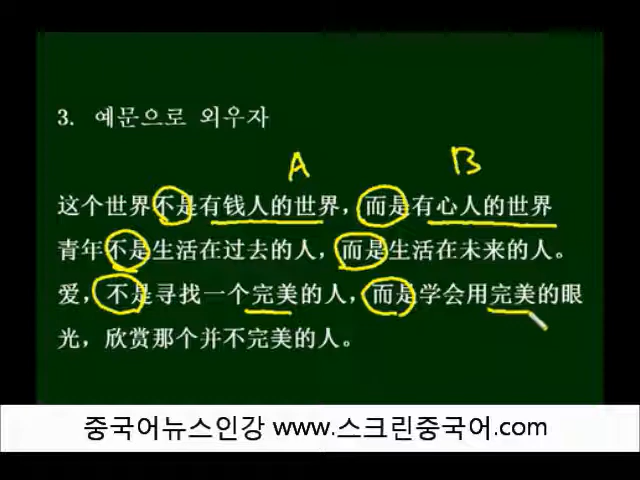 3. 예문으로 외우자
A B
这个世界不是有钱人的世界，而是有心人的世界
青年不是生活在过去的人，而是生活在未来的人。
爱，不是寻找一个完美的人，而是学会用完美的眼
光，欣赏那个并不完美的人。
중국어뉴스인강 www.스크린중국어.com